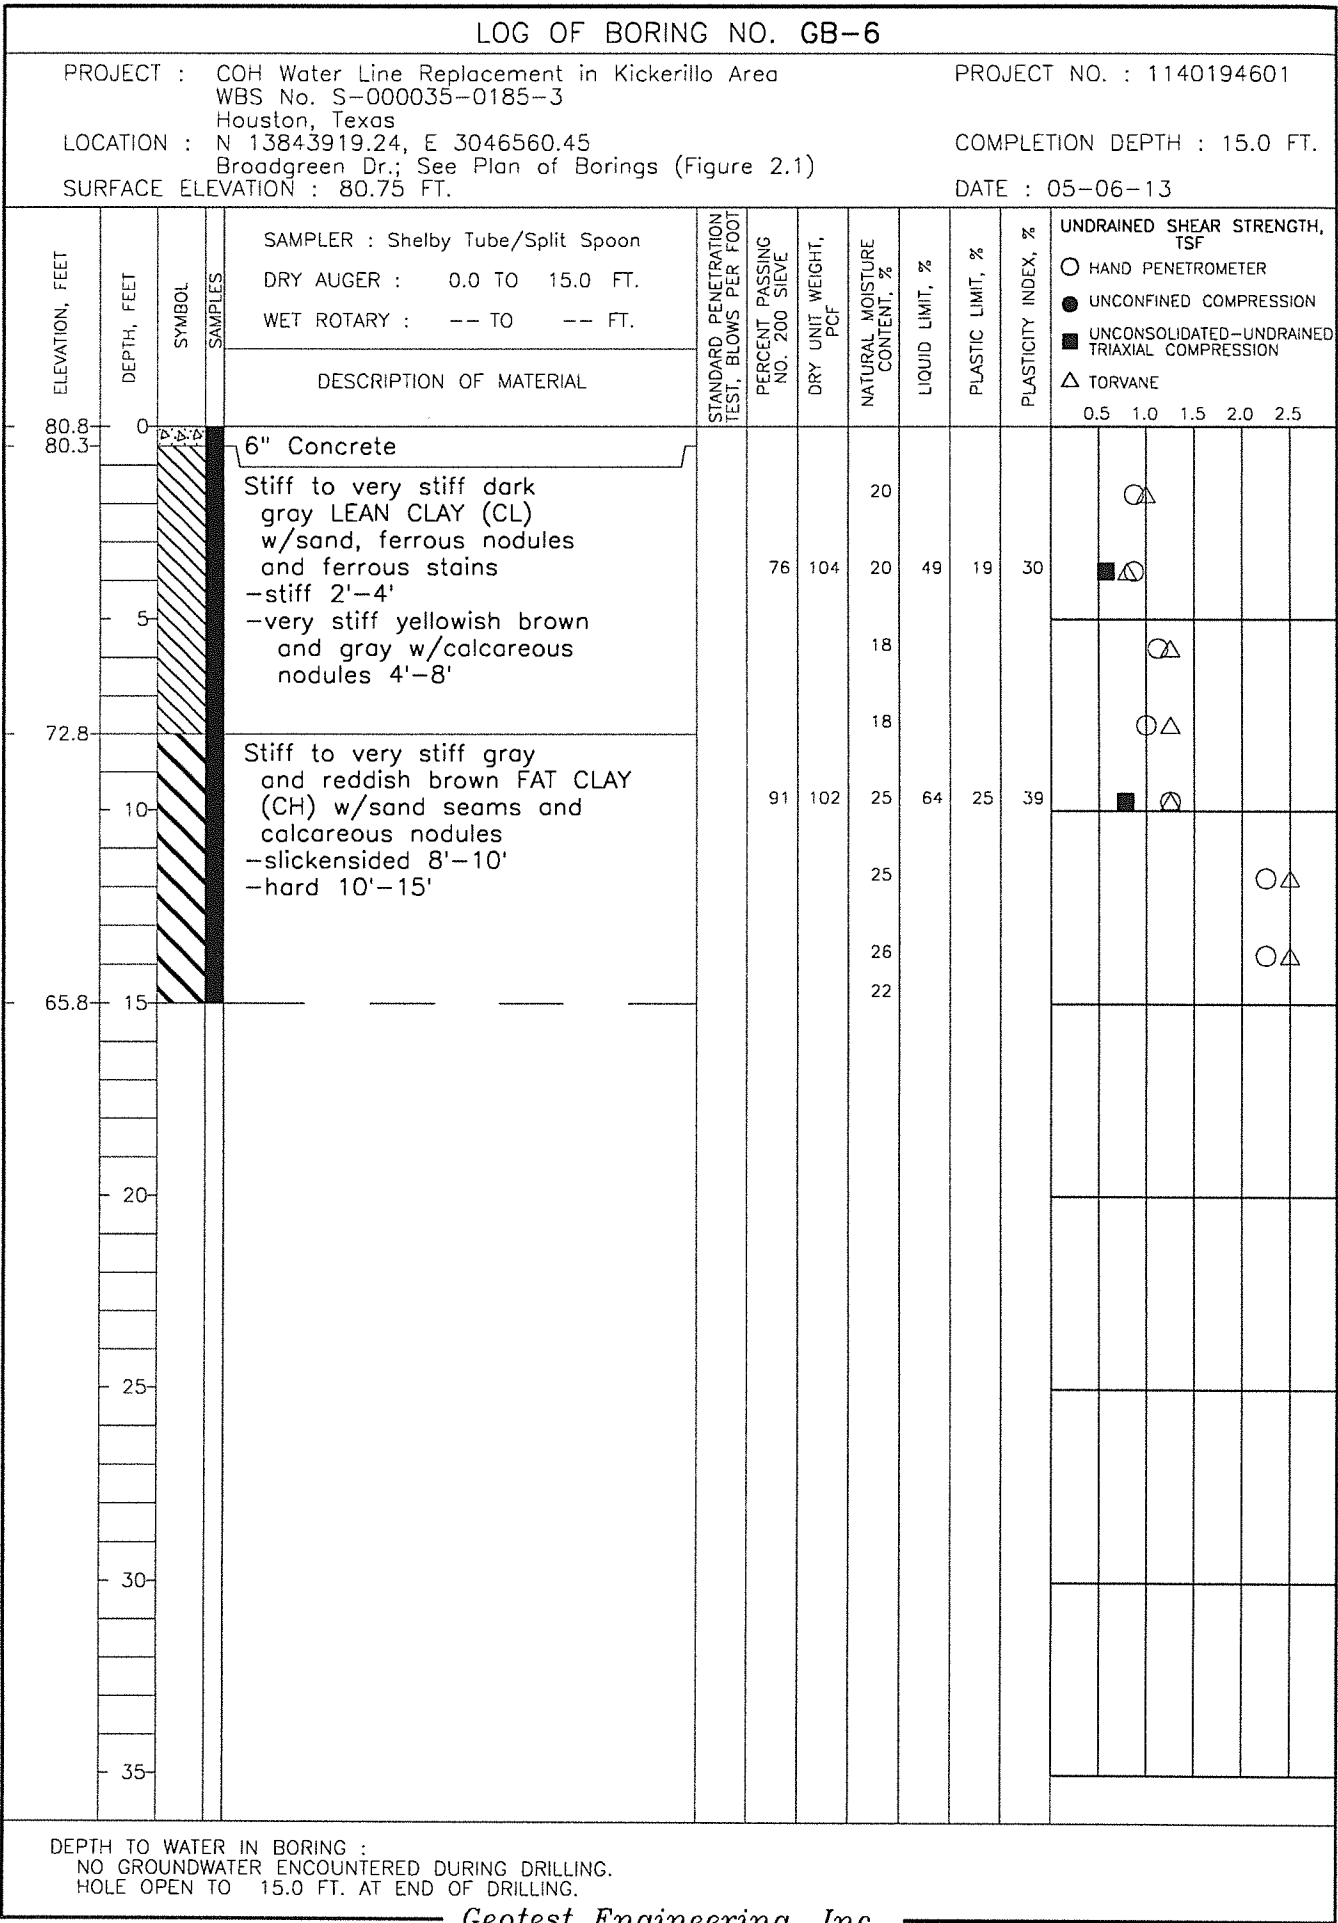 LOG OF BORING NO. GB-6
PROJECT : COH Water Line Replacement in Kickerillo Area
WBS No. S-000035-0185-3
Houston, Texas
PROJECT NO. : 1140194601
LOCATION : N 13843919.24, E 3046560.45
Broadgreen Dr.; See Plan of Borings (Figure 2.1)
COMPLETION DEPTH : 15.0 FT.
SURFACE ELEVATION : 80.75 FT.
DATE : 05-06-13
ELEVATION, FEET
DEPTH, FEET
SYMBOL
SAMPLES
SAMPLER : Shelby Tube/Split Spoon
DRY AUGER : 0.0 TO 15.0 FT.
WET ROTARY : -- TO -- FT.
DESCRIPTION OF MATERIAL
STANDARD PENETRATION
TEST, BLOWS PER FOOT
PERCENT PASSING
NO. 200 SIEVE
DRY UNIT WEIGHT,
PCF
NATURAL MOISTURE
CONTENT, %
LIQUID LIMIT, %
PLASTIC LIMIT, %
PLASTICITY INDEX, %
UNDRAINED SHEAR STRENGTH,
TSF
HAND PENETROMETER
UNCONFINED COMPRESSION
UNCONSOLIDATED-UNDRAINED
TRIAXIAL COMPRESSION
TORVANE
0.5 1.0 1.5 2.0 2.5
80.8 0
80.3
6" Concrete
Stiff to very stiff dark
gray LEAN CLAY (CL)
w/sand, ferrous nodules
and ferrous stains
-stiff 2'-4'
-very stiff yellowish brown
and gray w/calcareous
nodules 4'-8'
20
76 104 20 49 19 30
5
18
18
72.8
Stiff to very stiff gray
and reddish brown FAT CLAY
(CH) w/sand seams and
calcareous nodules
-slickensided 8'-10'
-hard 10'-15'
91 102 25 64 25 39
10
25
26
22
65.8 15
20
25
30
35
DEPTH TO WATER IN BORING :
NO GROUNDWATER ENCOUNTERED DURING DRILLING.
HOLE OPEN TO 15.0 FT. AT END OF DRILLING.
Geotest Engineering, Inc.